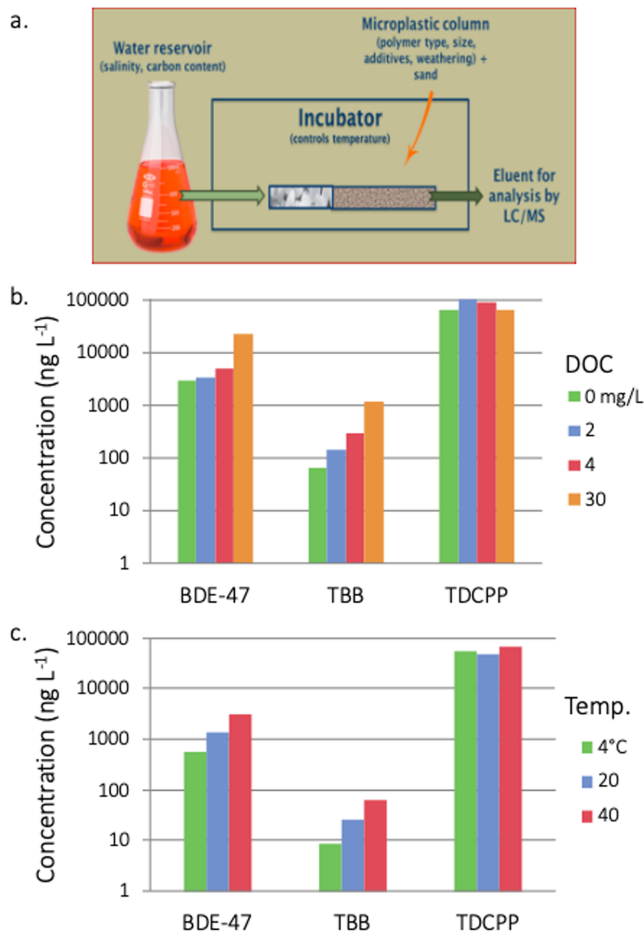 a.
Water reservoir
(salinity, carbon content)
Microplastic column
(polymer type, size,
additives, weathering) +
sand
Incubator
(controls temperature)
Eluent for
analysis by
LC/MS
b.
Concentration (ng L⁻¹)
100000
10000
1000
100
10
1
BDE-47
TBB
TDCPP
DOC
0 mg/L
2
4
30
c.
Concentration (ng L⁻¹)
100000
10000
1000
100
10
1
BDE-47
TBB
TDCPP
Temp.
4°C
20
40